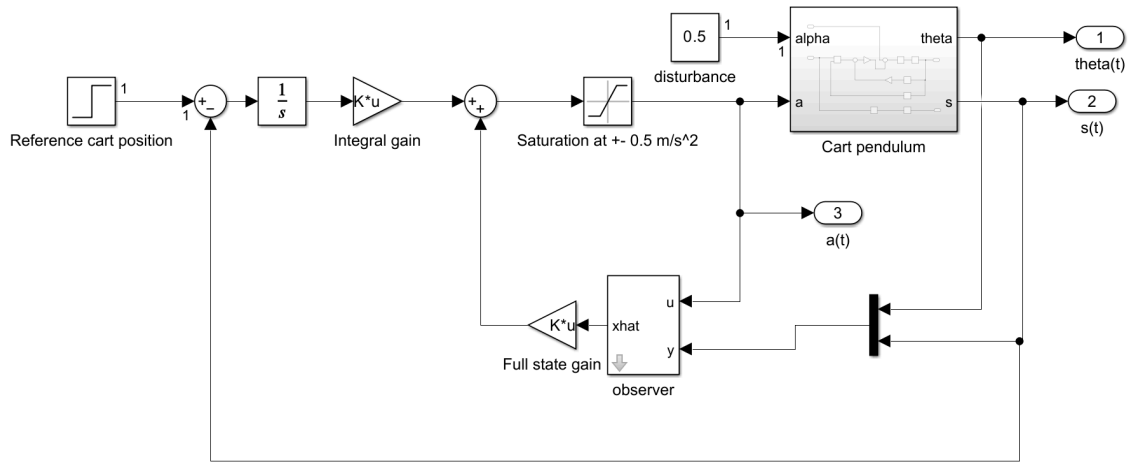 0.5
1
1
disturbance
alpha
theta
a
s
Cart pendulum
1
theta(t)
2
s(t)
1
Reference cart position
1
+
−
1
s
K*u
Integral gain
+
+
Saturation at +- 0.5 m/s^2
3
a(t)
K*u
Full state gain
xhat
u
y
observer